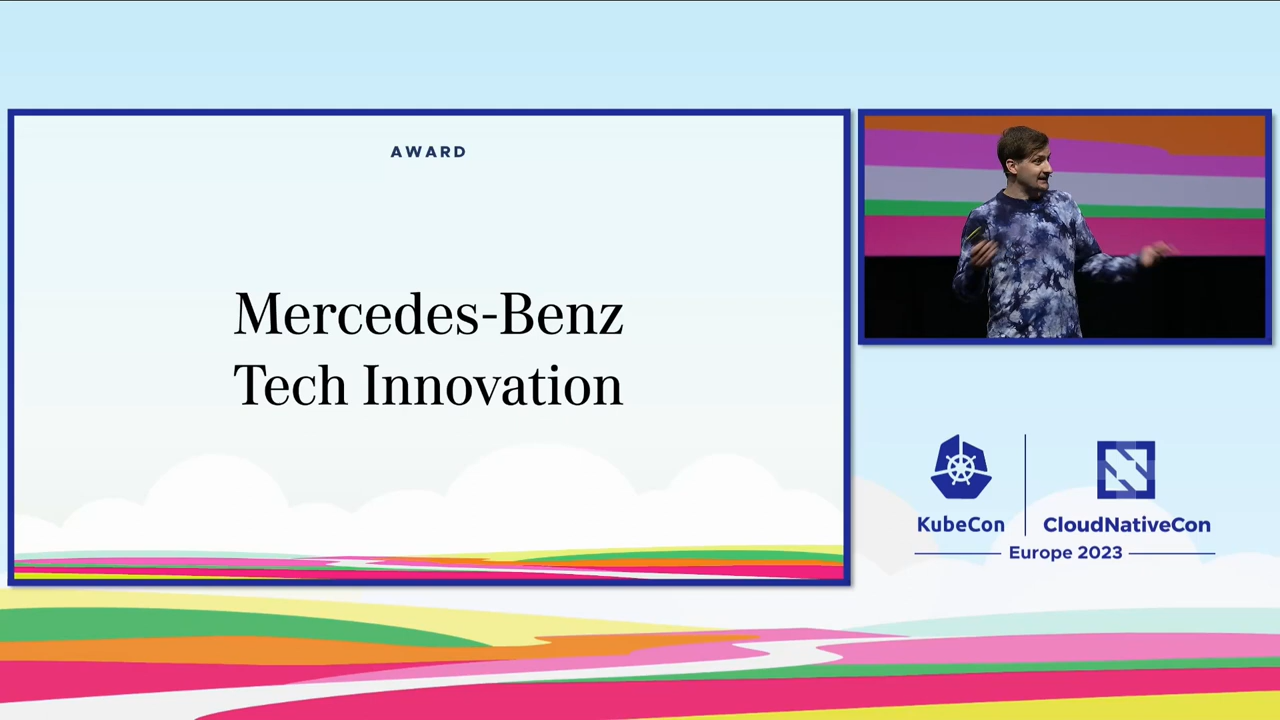 AWARD
Mercedes-Benz
Tech Innovation
KubeCon
CloudNativeCon
Europe 2023